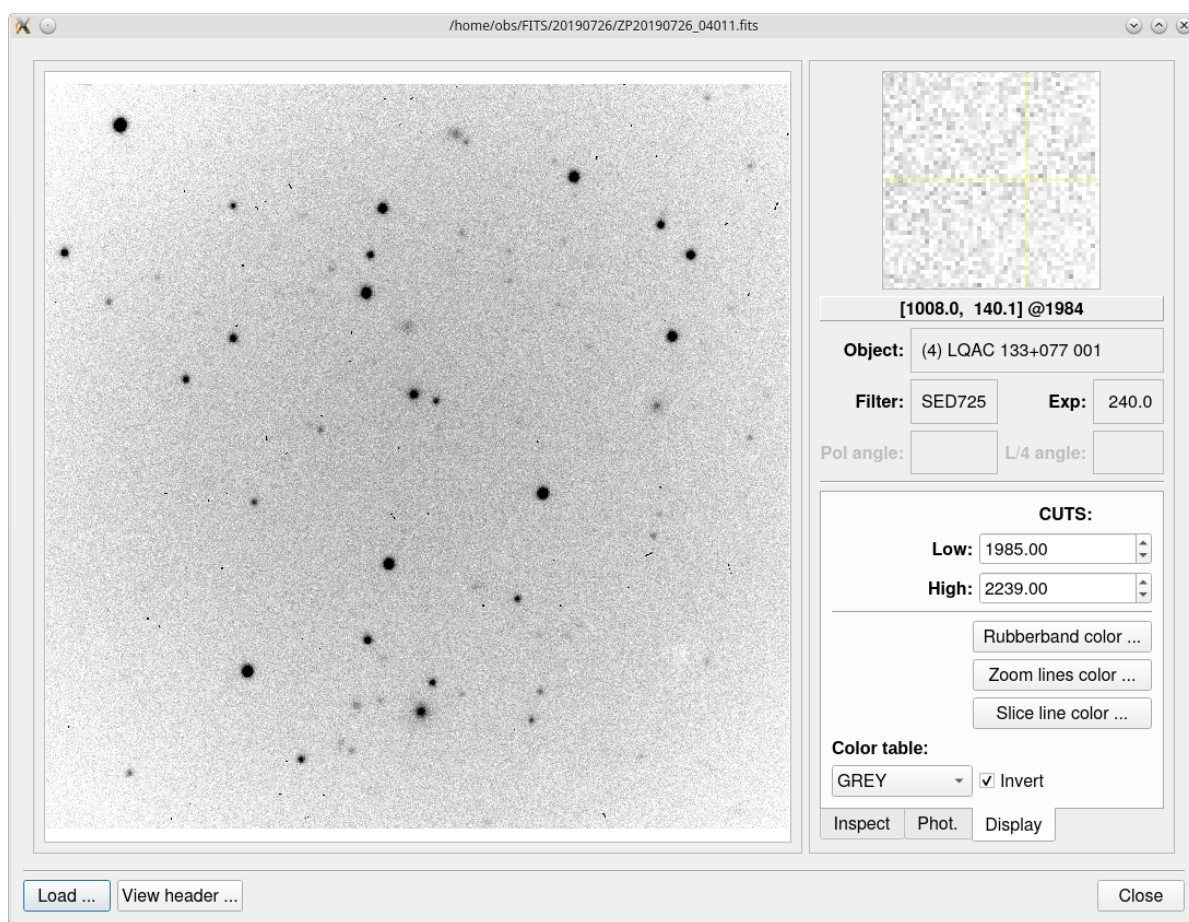 /home/obs/FITS/20190726/ZP20190726_04011.fits
[1008.0, 140.1] @1984
Object: (4) LQAC 133+077 001
Filter: SED725 Exp: 240.0
Pol angle: L/4 angle:
CUTS:
Low: 1985.00
High: 2239.00
Rubberband color ...
Zoom lines color ...
Slice line color ...
Color table:
GREY Invert
Inspect Phot. Display
Load ... View header ... Close